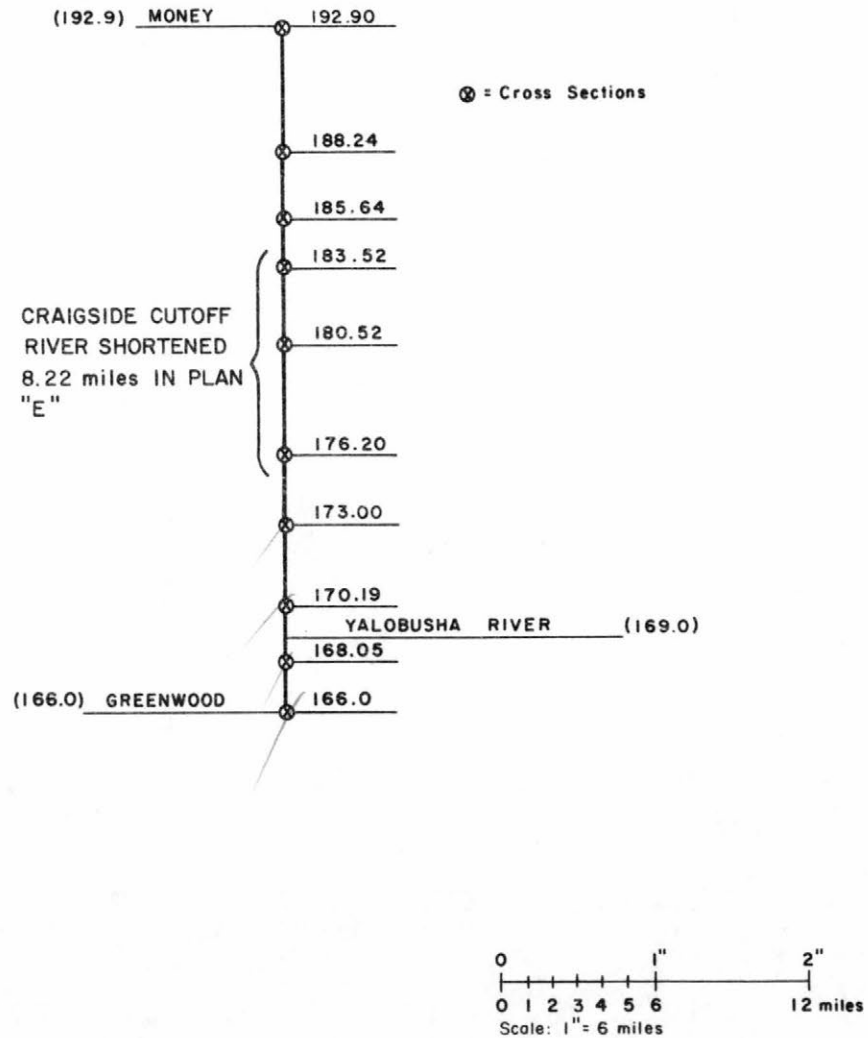 (192.9) MONEY 192.90
⊗ = Cross Sections
188.24
185.64
183.52
CRAIGSIDE CUTOFF
RIVER SHORTENED
8.22 miles IN PLAN
"E"
180.52
176.20
173.00
170.19
YALOBUSHA RIVER (169.0)
168.05
(166.0) GREENWOOD 166.0
0 1" 2"
0 1 2 3 4 5 6 12 miles
Scale: 1"= 6 miles